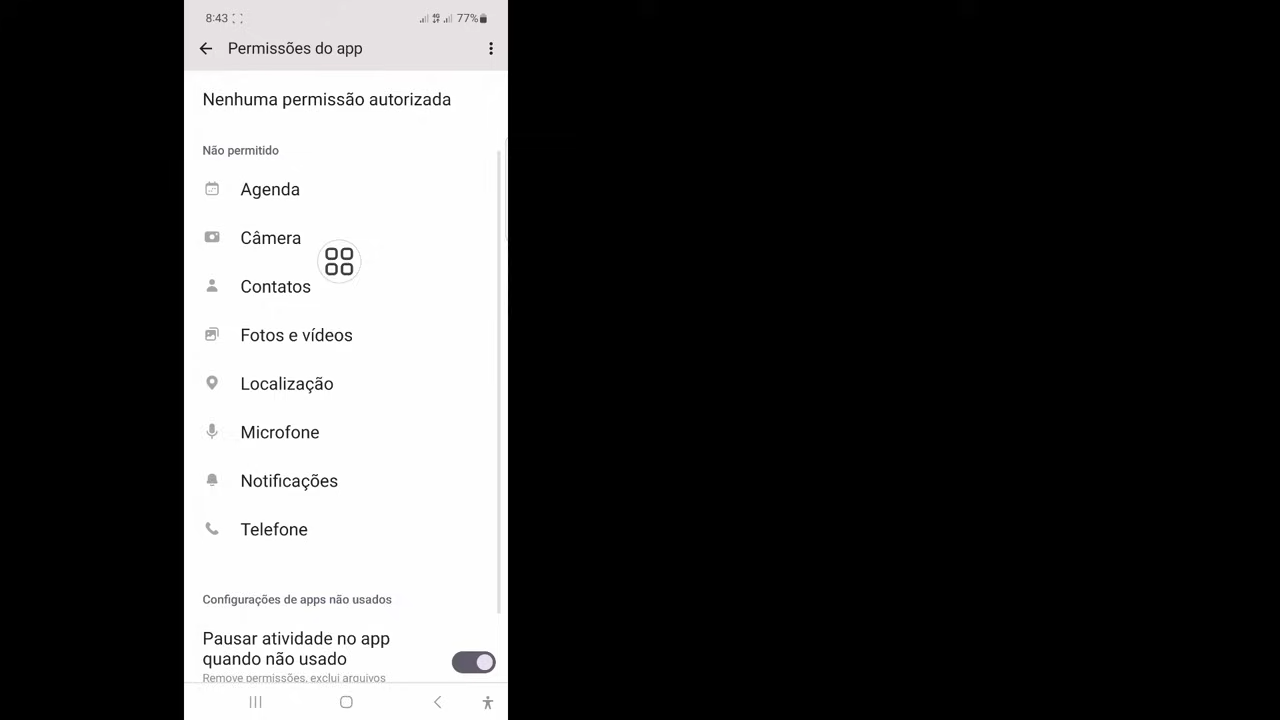 8:43 77%
Permissões do app
Nenhuma permissão autorizada
Não permitido
Agenda
Câmera
Contatos
Fotos e vídeos
Localização
Microfone
Notificações
Telefone
Configurações de apps não usados
Pausar atividade no app
quando não usado
Remove permissões, exclui arquivos